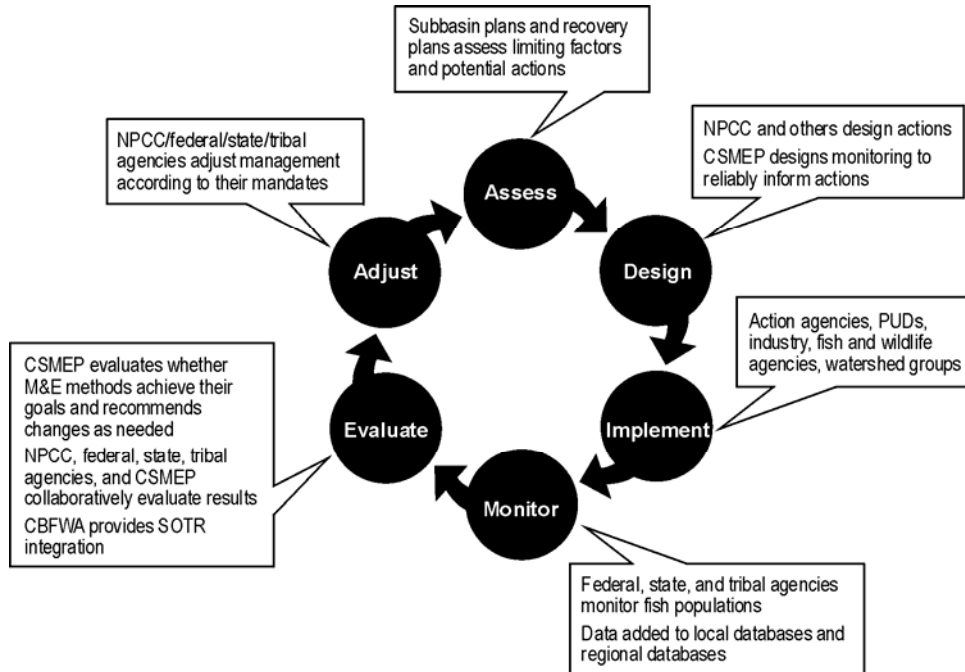 Subbasin plans and recovery
plans assess limiting factors
and potential actions
NPCC/federal/state/tribal
agencies adjust management
according to their mandates
NPCC and others design actions
CSMEP designs monitoring to
reliably inform actions
Assess
Adjust
Design
Action agencies, PUDs,
industry, fish and wildlife
agencies, watershed groups
CSMEP evaluates whether
M&E methods achieve their
goals and recommends
changes as needed
NPCC, federal, state, tribal
agencies, and CSMEP
collaboratively evaluate results
CBFWA provides SOTR
integration
Evaluate
Implement
Monitor
Federal, state, and tribal agencies
monitor fish populations
Data added to local databases and
regional databases